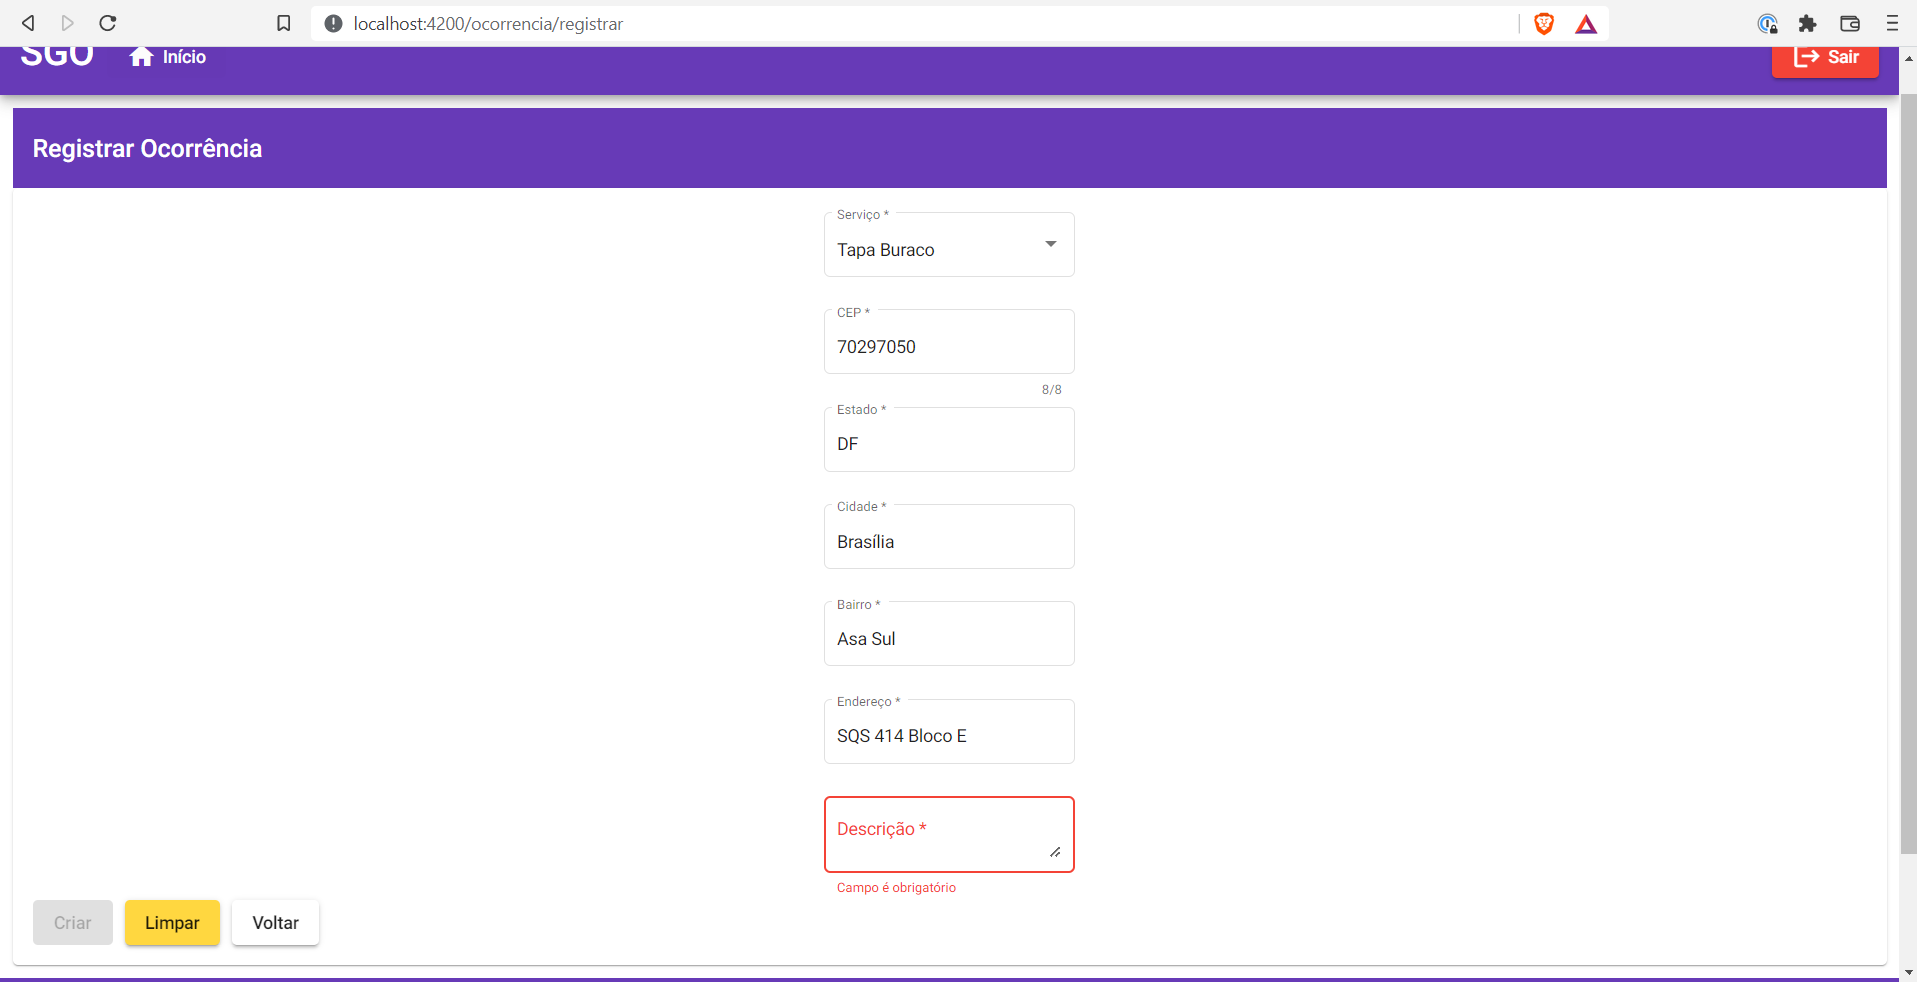 localhost:4200/ocorrencia/registrar
SGO
Início
Sair
Registrar Ocorrência
Serviço *
Tapa Buraco
CEP *
70297050
8/8
Estado *
DF
Cidade *
Brasília
Bairro *
Asa Sul
Endereço *
SQS 414 Bloco E
Descrição *
Campo é obrigatório
Criar
Limpar
Voltar